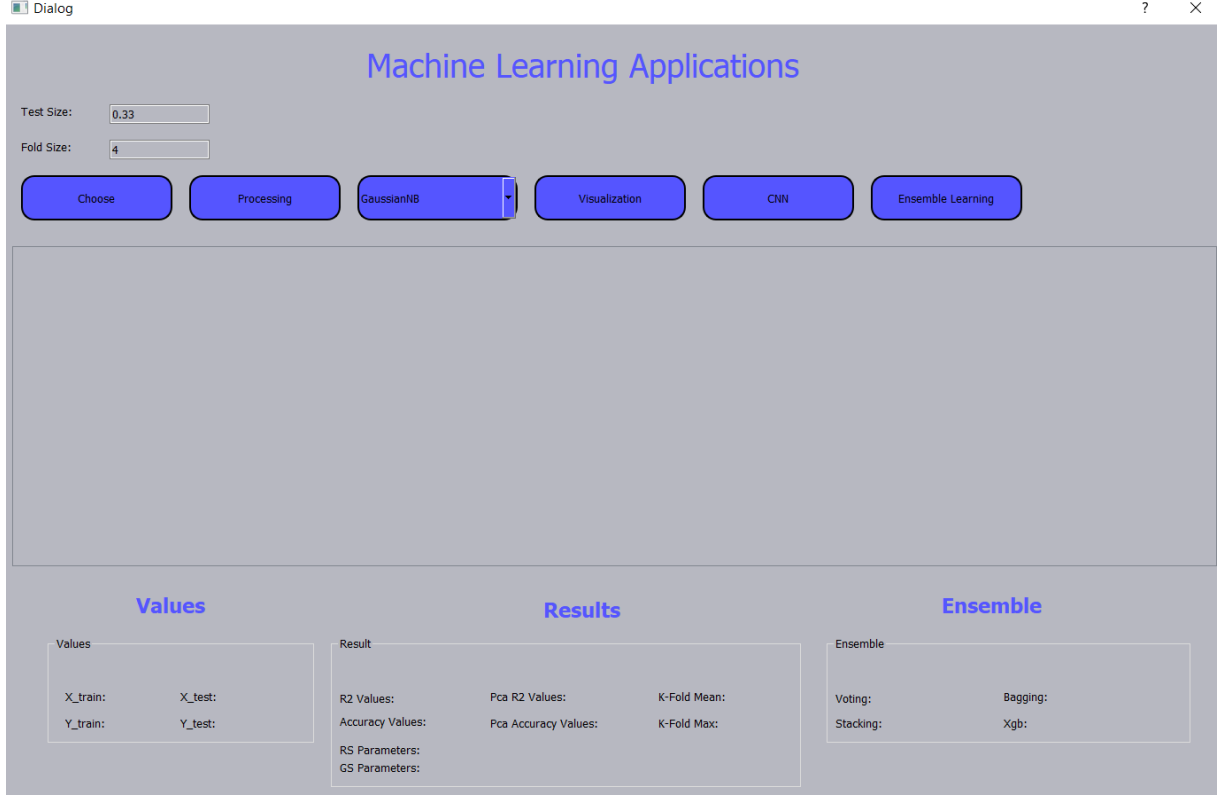 Dialog ?
Machine Learning Applications
Test Size: 0.33
Fold Size: 4
Choose Processing GaussianNB Visualization CNN Ensemble Learning
Values Results Ensemble
Values Result Ensemble
X_train: X_test: R2 Values: Pca R2 Values: K-Fold Mean: Voting: Bagging:
Y_train: Y_test: Accuracy Values: Pca Accuracy Values: K-Fold Max: Stacking: Xgb:
RS Parameters:
GS Parameters: